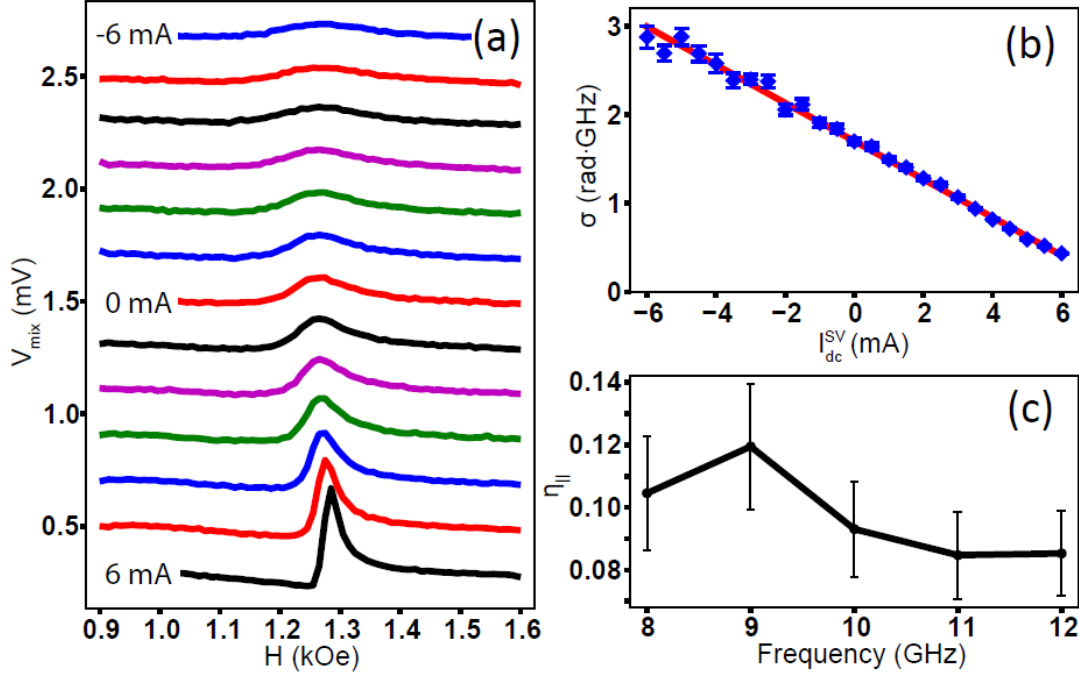 (a)
-6 mA
0 mA
6 mA
2.5
2.0
1.5
1.0
0.5
V_mix (mV)
0.9 1.0 1.1 1.2 1.3 1.4 1.5 1.6
H (kOe)
(b)
3
2
1
0
σ (rad·GHz)
−6 −4 −2 0 2 4 6
I_dc^SV (mA)
(c)
0.14
0.12
0.10
0.08
η_||
8 9 10 11 12
Frequency (GHz)